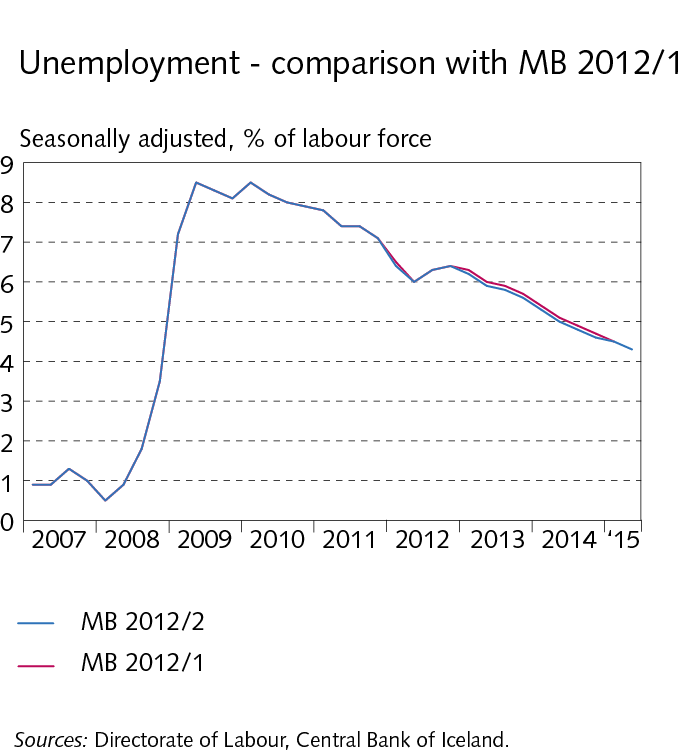 Unemployment - comparison with MB 2012/1
Seasonally adjusted, % of labour force
9
8
7
6
5
4
3
2
1
0
2007 2008 2009 2010 2011 2012 2013 2014 ‘15
MB 2012/2
MB 2012/1
Sources: Directorate of Labour, Central Bank of Iceland.